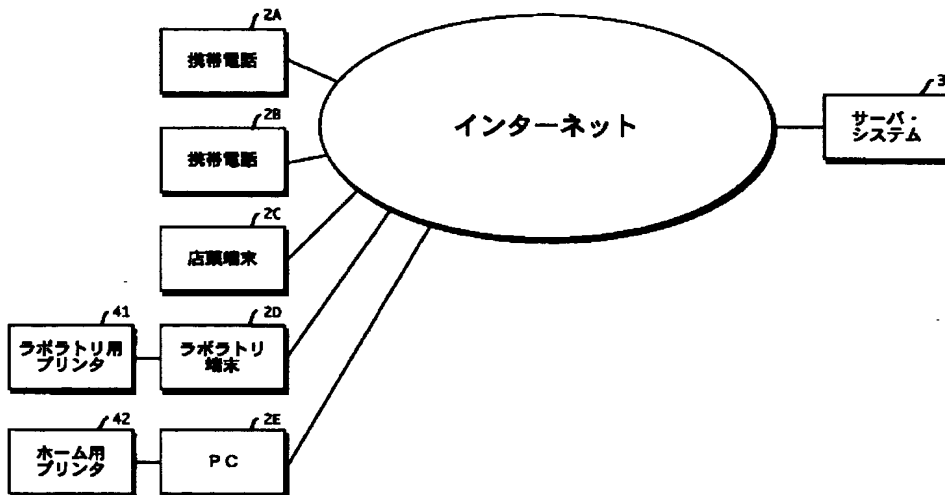 2A
携帯電話
2B
携帯電話
2C
店頭端末
2D
ラボラトリ
端末
41
ラボラトリ用
プリンタ
2E
PC
42
ホーム用
プリンタ
インターネット
3
サーバ・
システム